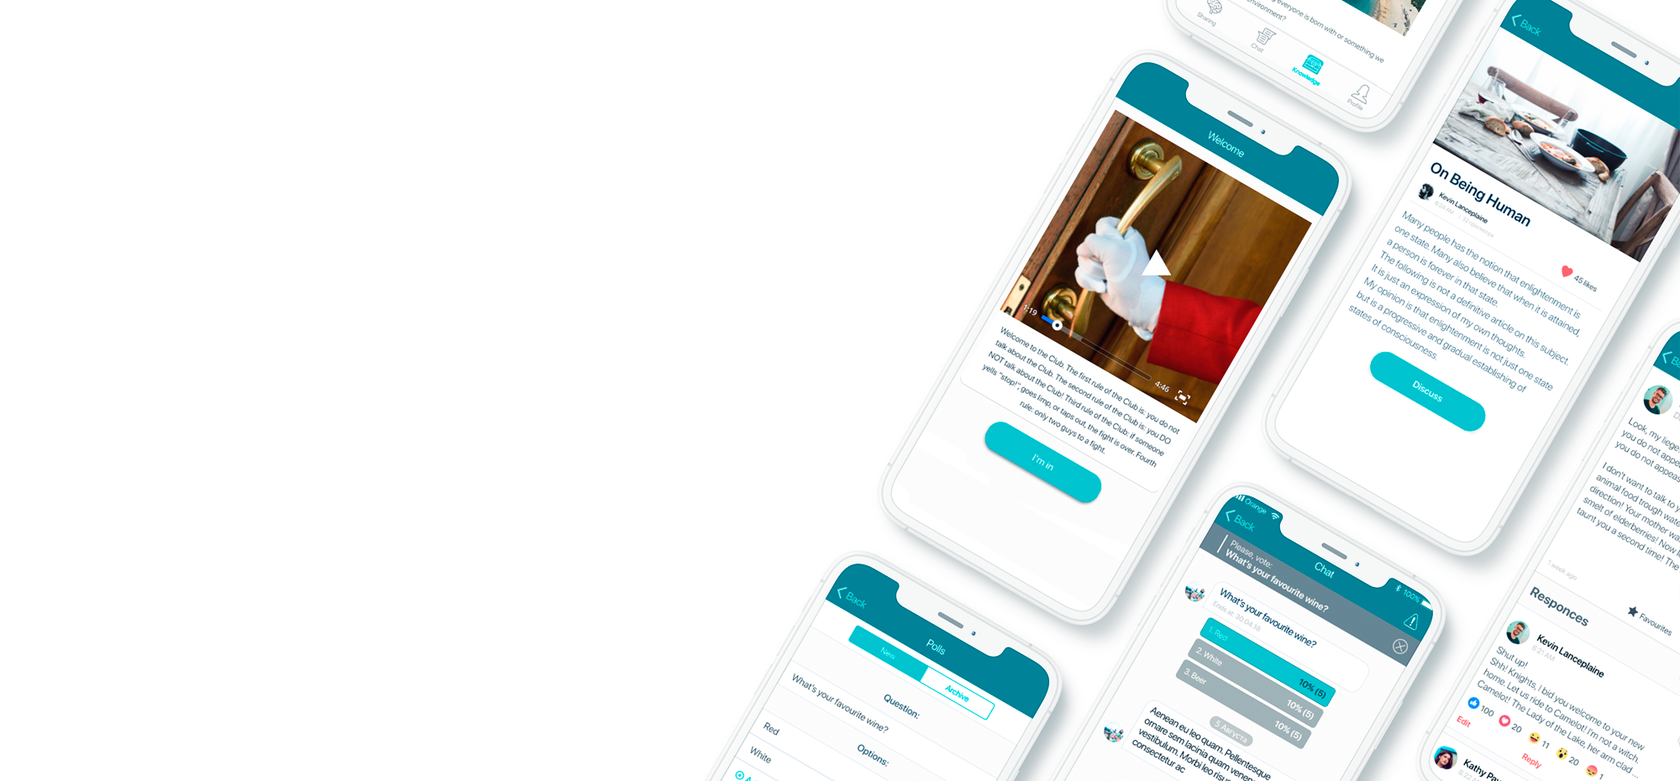 everyone is born with or something we
environment?
Sharing
Chat
Knowledge
Profile
Welcome
1:19
4:46
Welcome to the Club. The first rule of the Club is: you do not
talk about the Club. The second rule of the Club is: you DO
NOT talk about the Club! Third rule of the Club: if someone
yells "stop!", goes limp, or taps out, the fight is over. Fourth
rule: only two guys to a fight.
I'm in
Back
On Being Human
Kevin Lanceplaine
45 likes
Many people has the notion that enlightenment is
one state. Many also believe that when it is attained,
a person is forever in that state.
The following is not a definitive article on this subject.
It is just an expression of my own thoughts.
My opinion is that enlightenment is not just one state
but is a progressive and gradual establishing of
states of consciousness.
Discuss
Back
Polls
New
Archive
Question:
What's your favourite wine?
Options:
Red
White
Orange
100%
Back
Chat
Please, vote:
What's your favourite wine?
What's your favourite wine?
Ends at: 30.04.18
1. Red
10% (5)
2. White
10% (5)
3. Beer
10% (5)
5 Августа
Aenean eu leo quam. Pellentesque
ornare sem lacinia quam venen
vestibulum. Morbi leo risus
consectetur ac
Look, my liege
you do not appe
you do not appeas
I don't want to talk to y
animal food trough wate
direction! Your mother wa
smelt of elderberries! Now l
taunt you a second time! The
1 week ago
Favourites
Responces
Kevin Lanceplaine
8:21 AM
Shut up!
Shh! Knights, I bid you welcome to your new
home. Let us ride to Camelot! I'm not a witch.
Camelot! The Lady of the Lake, her arm clad
100
20
11
20
1
Edit
Reply
Kathy Pa